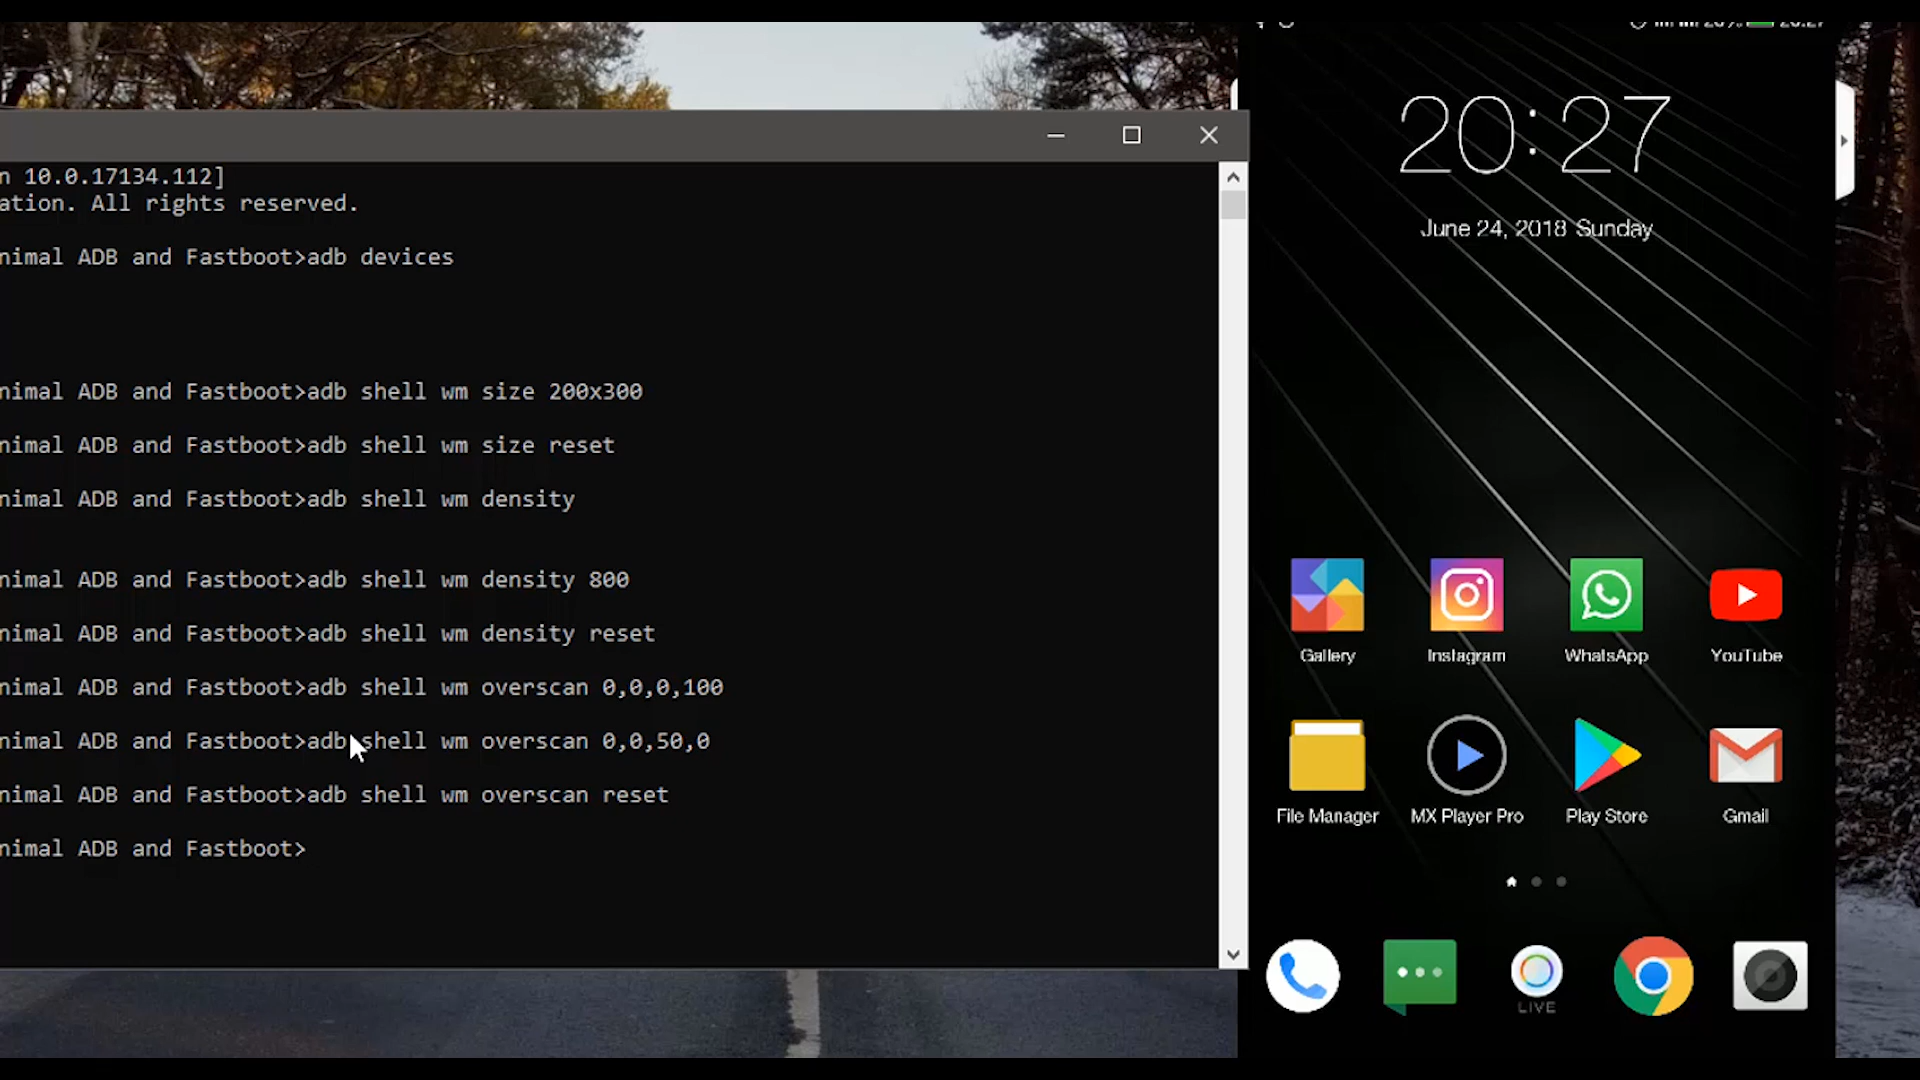 n 10.0.17134.112]
ation. All rights reserved.
nimal ADB and Fastboot>adb devices
nimal ADB and Fastboot>adb shell wm size 200x300
nimal ADB and Fastboot>adb shell wm size reset
nimal ADB and Fastboot>adb shell wm density
nimal ADB and Fastboot>adb shell wm density 800
nimal ADB and Fastboot>adb shell wm density reset
nimal ADB and Fastboot>adb shell wm overscan 0,0,0,100
nimal ADB and Fastboot>adb shell wm overscan 0,0,50,0
nimal ADB and Fastboot>adb shell wm overscan reset
nimal ADB and Fastboot>
20:27
June 24, 2018 Sunday
Gallery Instagram WhatsApp YouTube
File Manager MX Player Pro Play Store Gmail
LIVE